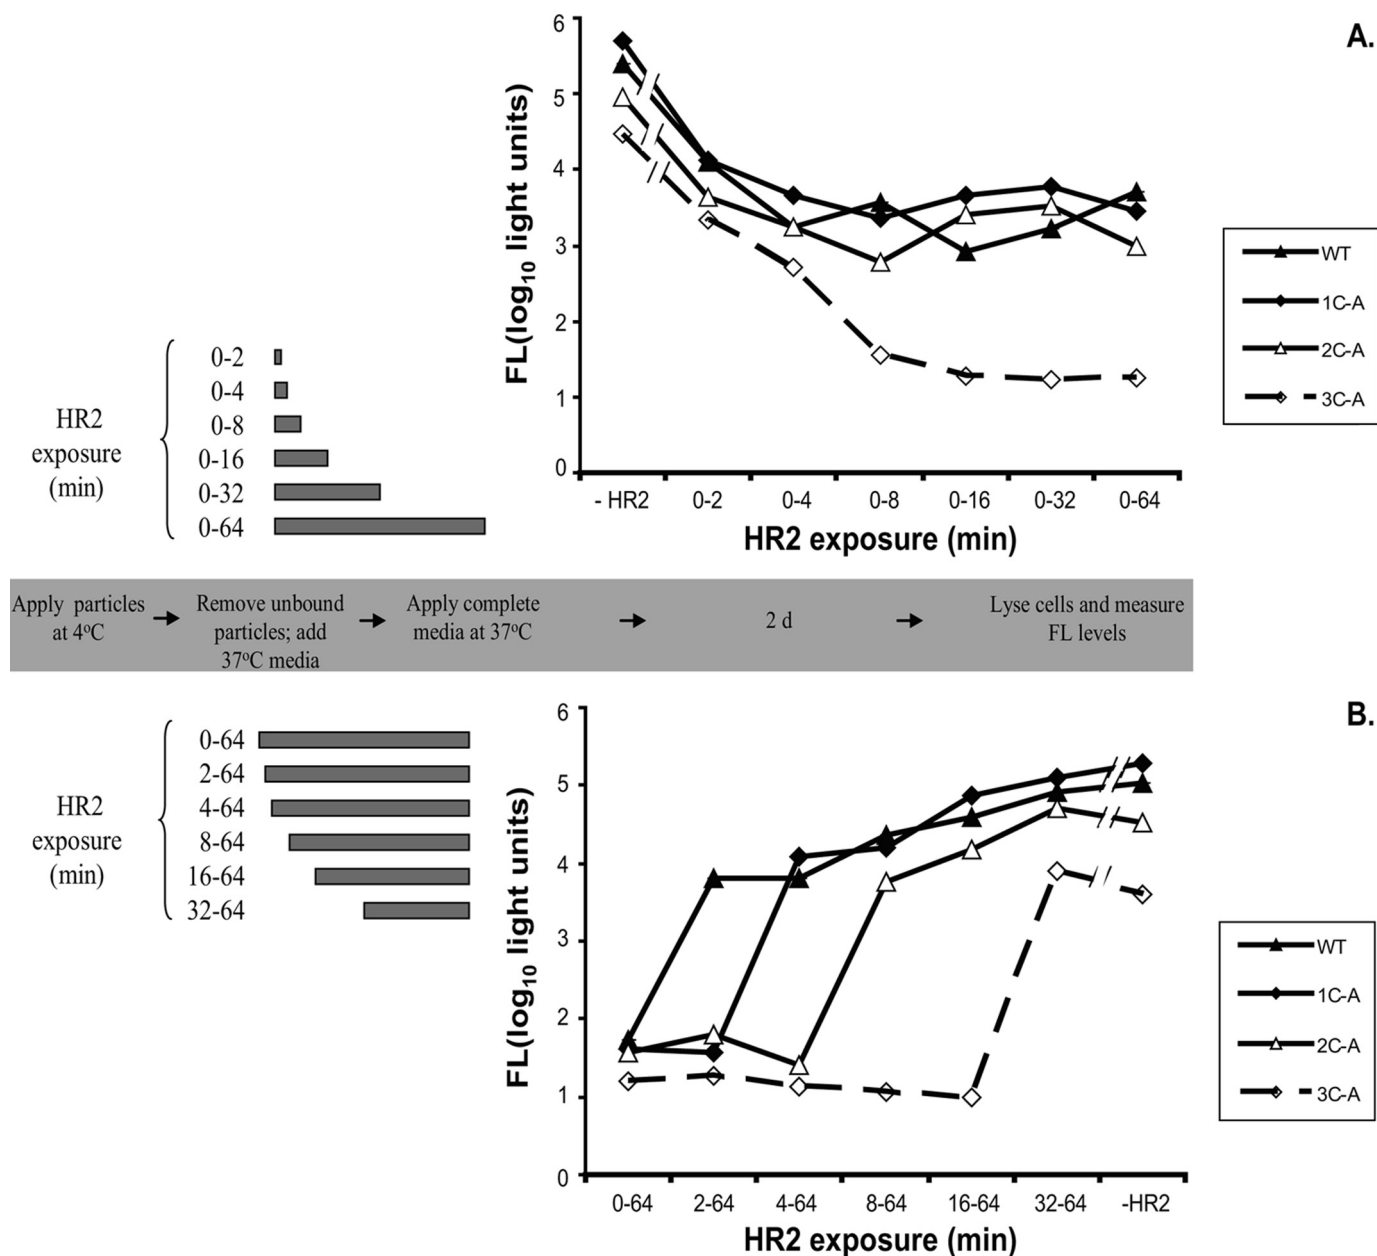 A.
FL(log10 light units)
6
5
4
3
2
1
0
- HR2 0-2 0-4 0-8 0-16 0-32 0-64
HR2 exposure (min)
WT
1C-A
2C-A
3C-A
HR2
exposure
(min)
0-2
0-4
0-8
0-16
0-32
0-64
Apply particles
at 4ºC
Remove unbound
particles; add
37ºC media
Apply complete
media at 37ºC
2 d
Lyse cells and measure
FL levels
HR2
exposure
(min)
0-64
2-64
4-64
8-64
16-64
32-64
B.
FL(log10 light units)
6
5
4
3
2
1
0
0-64 2-64 4-64 8-64 16-64 32-64 -HR2
HR2 exposure (min)
WT
1C-A
2C-A
3C-A